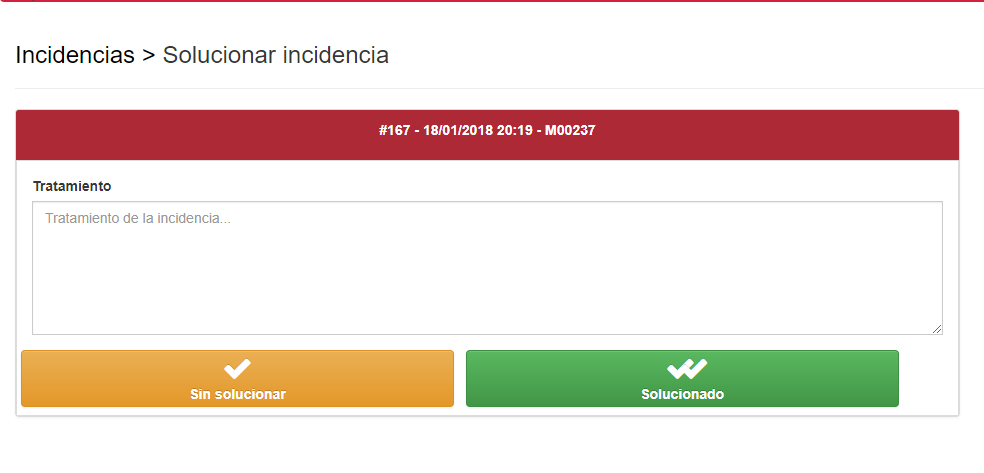 Incidencias > Solucionar incidencia
#167 - 18/01/2018 20:19 - M00237
Tratamiento
Tratamiento de la incidencia...
Sin solucionar
Solucionado